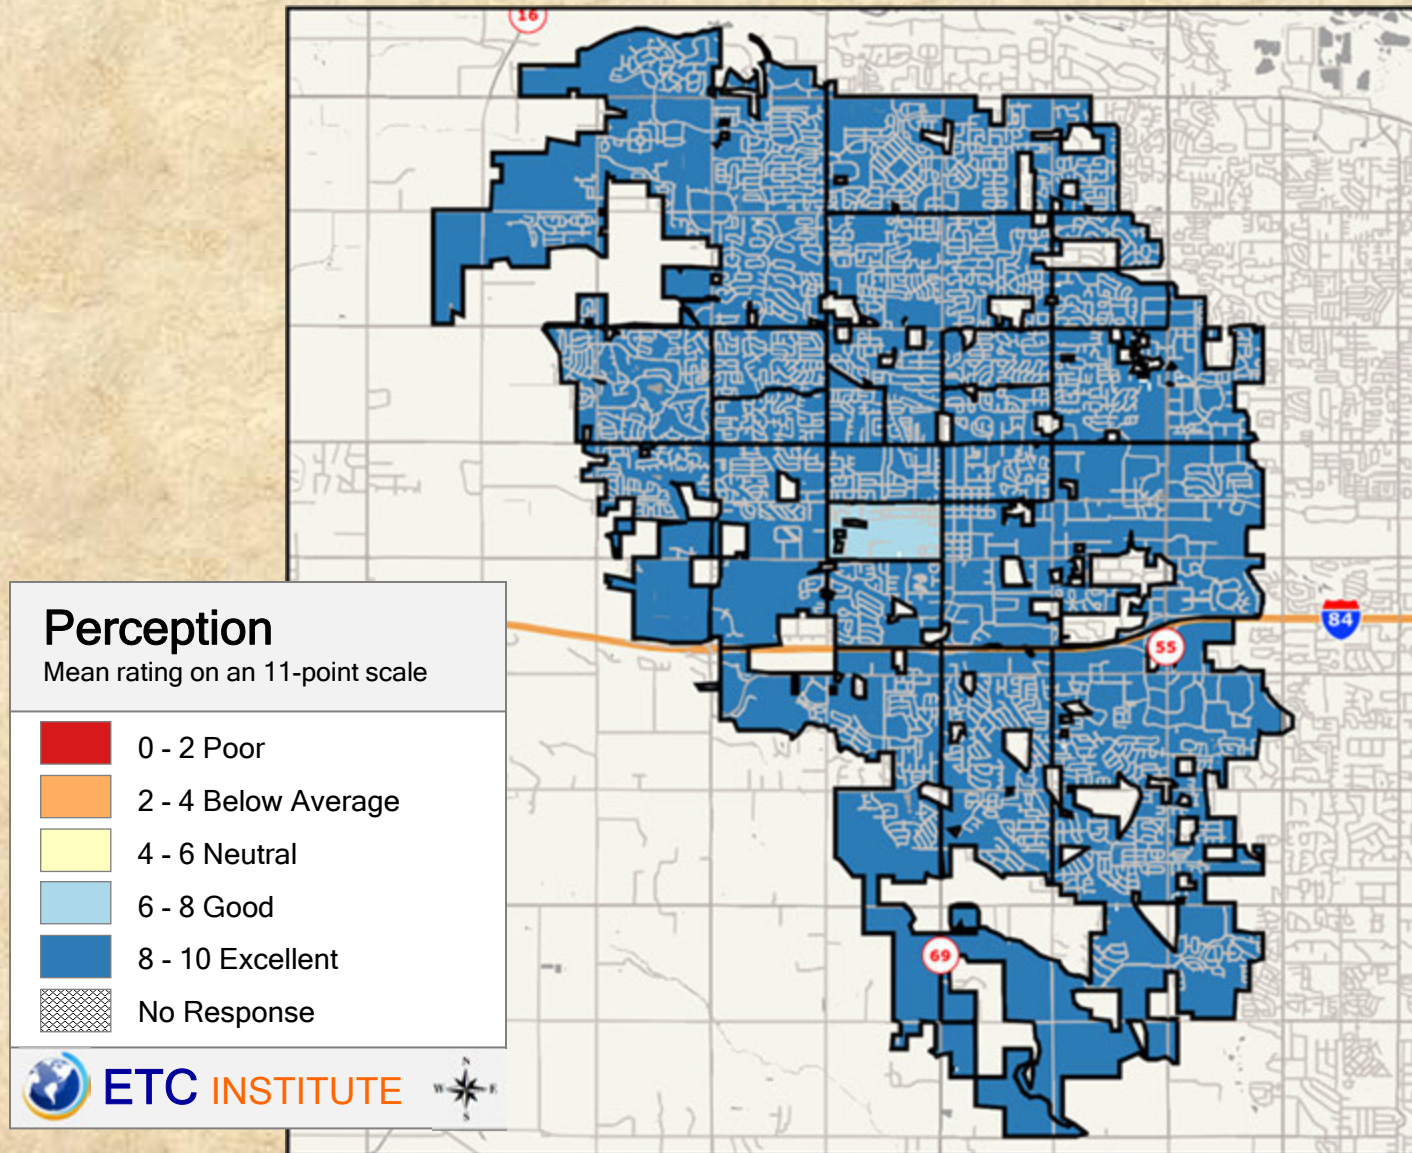 16
84
55
Perception
Mean rating on an 11-point scale
0 - 2 Poor
2 - 4 Below Average
4 - 6 Neutral
6 - 8 Good
8 - 10 Excellent
No Response
69
ETC INSTITUTE
N
W E
S